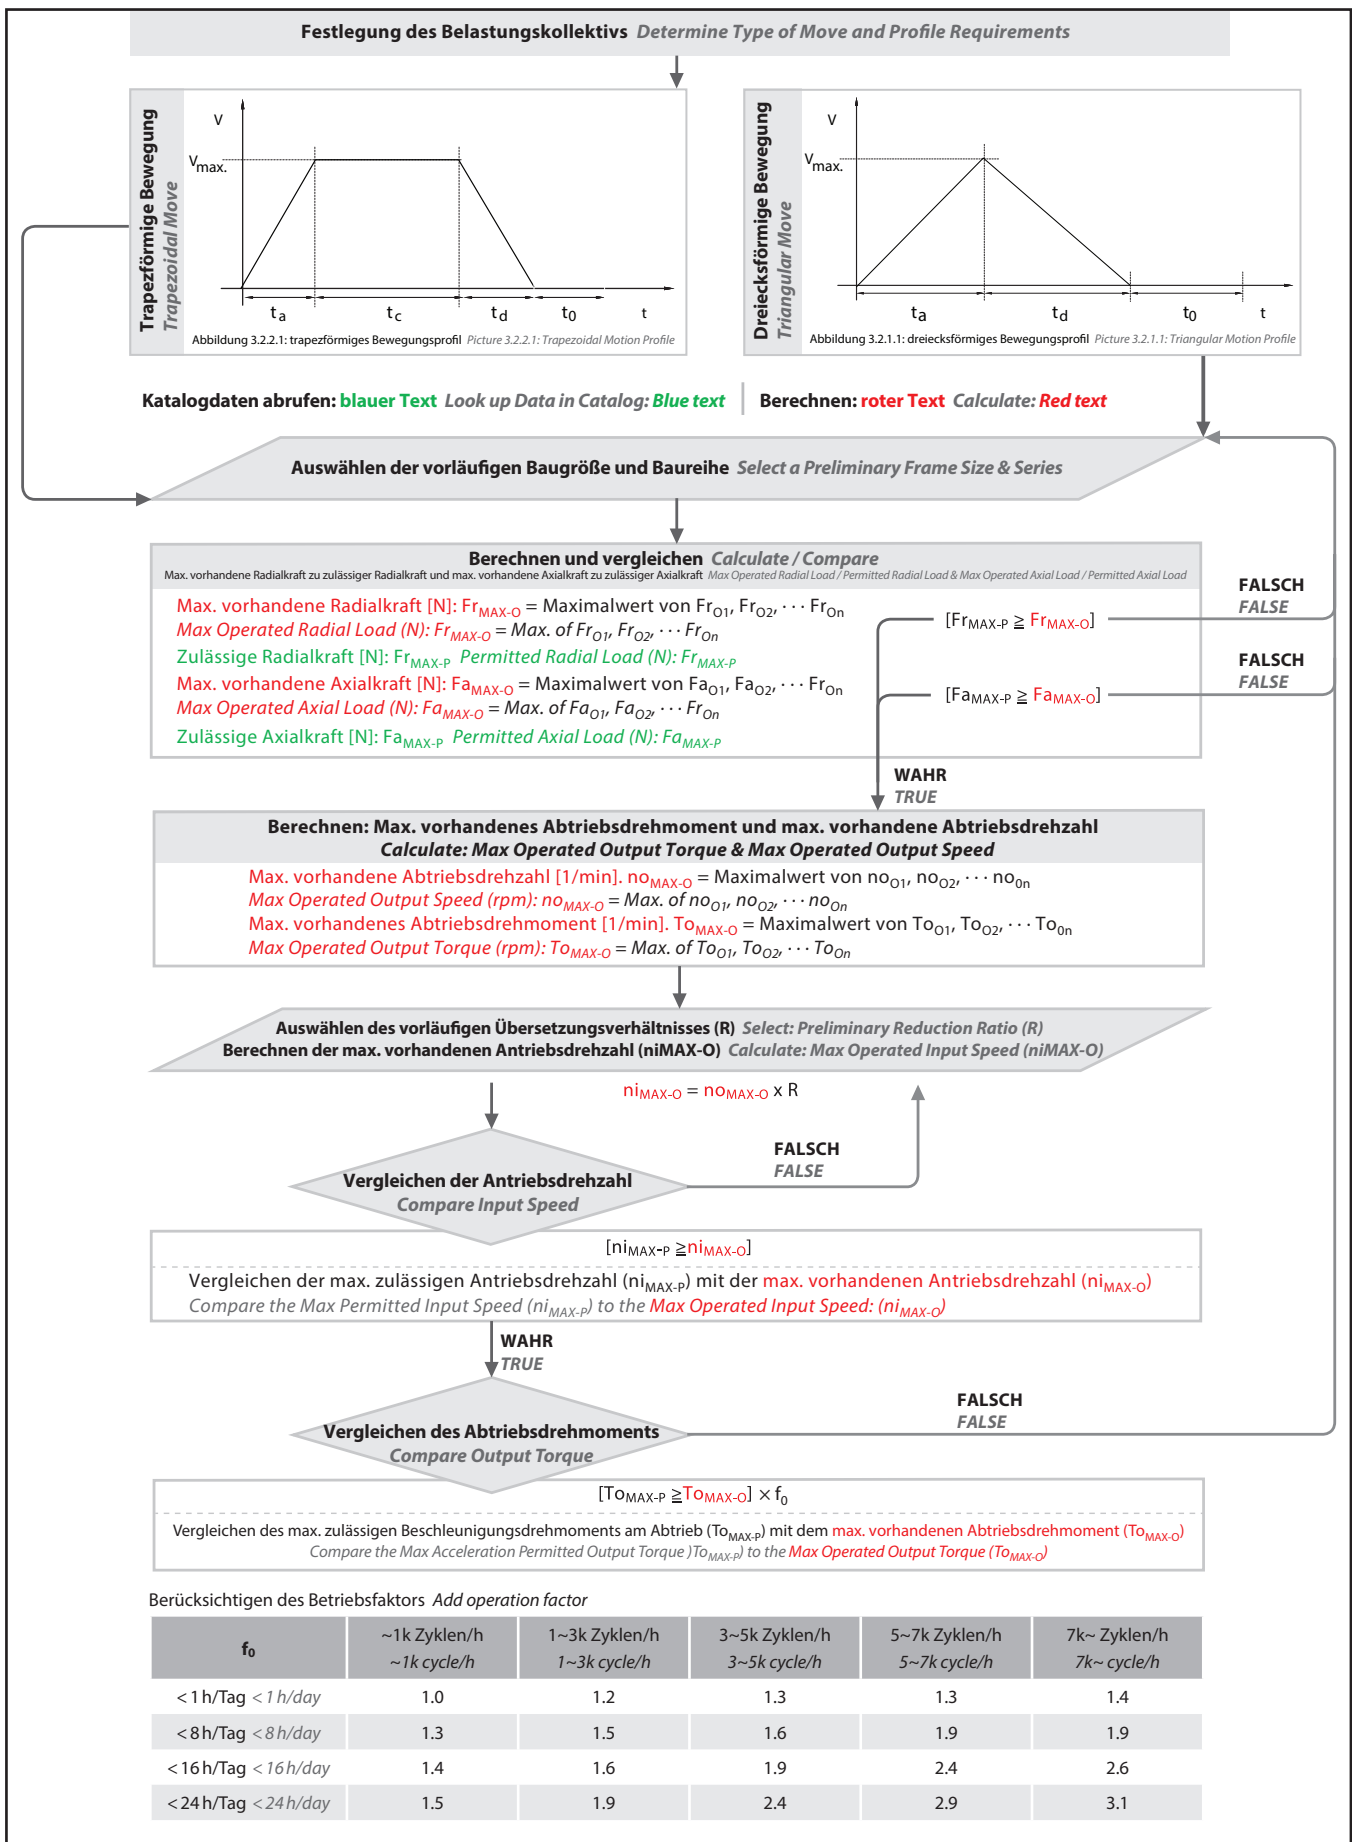 Festlegung des Belastungskollektivs Determine Type of Move and Profile Requirements
Trapezförmige Bewegung
Trapezoidal Move
V
Vmax.
ta
tc
td
t0
t
Abbildung 3.2.2.1: trapezförmiges Bewegungsprofil Picture 3.2.2.1: Trapezoidal Motion Profile
Dreiecksförmige Bewegung
Triangular Move
V
Vmax.
ta
td
t0
t
Abbildung 3.2.1.1: dreiecksförmiges Bewegungsprofil Picture 3.2.1.1: Triangular Motion Profile
Katalogdaten abrufen: blauer Text Look up Data in Catalog: Blue text
Berechnen: roter Text Calculate: Red text
Auswählen der vorläufigen Baugröße und Baureihe Select a Preliminary Frame Size & Series
Berechnen und vergleichen Calculate / Compare
Max. vorhandene Radialkraft zu zulässiger Radialkraft und max. vorhandene Axialkraft zu zulässiger Axialkraft Max Operated Radial Load / Permitted Radial Load & Max Operated Axial Load / Permitted Axial Load
Max. vorhandene Radialkraft [N]: FrMAX-O = Maximalwert von FrO1, FrO2, ··· FrOn
Max Operated Radial Load (N): FrMAX-O = Max. of FrO1, FrO2, ··· FrOn
Zulässige Radialkraft [N]: FrMAX-P Permitted Radial Load (N): FrMAX-P
Max. vorhandene Axialkraft [N]: FaMAX-O = Maximalwert von FaO1, FaO2, ··· FrOn
Max Operated Axial Load (N): FaMAX-O = Max. of FaO1, FaO2, ··· FrOn
Zulässige Axialkraft [N]: FaMAX-P Permitted Axial Load (N): FaMAX-P
[FrMAX-P ≧ FrMAX-O]
[FaMAX-P ≧ FaMAX-O]
FALSCH
FALSE
FALSCH
FALSE
WAHR
TRUE
Berechnen: Max. vorhandenes Abtriebsdrehmoment und max. vorhandene Abtriebsdrehzahl
Calculate: Max Operated Output Torque & Max Operated Output Speed
Max. vorhandene Abtriebsdrehzahl [1/min]. noMAX-O = Maximalwert von noO1, noO2, ··· no0n
Max Operated Output Speed (rpm): noMAX-O = Max. of noO1, noO2, ··· noOn
Max. vorhandenes Abtriebsdrehmoment [1/min]. ToMAX-O = Maximalwert von ToO1, ToO2, ··· To0n
Max Operated Output Torque (rpm): ToMAX-O = Max. of ToO1, ToO2, ··· ToOn
Auswählen des vorläufigen Übersetzungsverhältnisses (R) Select: Preliminary Reduction Ratio (R)
Berechnen der max. vorhandenen Antriebsdrehzahl (niMAX-O) Calculate: Max Operated Input Speed (niMAX-O)
niMAX-O = noMAX-O x R
FALSCH
FALSE
Vergleichen der Antriebsdrehzahl
Compare Input Speed
[niMAX-P ≧niMAX-O]
Vergleichen der max. zulässigen Antriebsdrehzahl (niMAX-P) mit der max. vorhandenen Antriebsdrehzahl (niMAX-O)
Compare the Max Permitted Input Speed (niMAX-P) to the Max Operated Input Speed: (niMAX-O)
WAHR
TRUE
FALSCH
FALSE
Vergleichen des Abtriebsdrehmoments
Compare Output Torque
[ToMAX-P ≧ToMAX-O] × f0
Vergleichen des max. zulässigen Beschleunigungsdrehmoments am Abtrieb (ToMAX-P) mit dem max. vorhandenen Abtriebsdrehmoment (ToMAX-O)
Compare the Max Acceleration Permitted Output Torque )ToMAX-P) to the Max Operated Output Torque (ToMAX-O)
Berücksichtigen des Betriebsfaktors Add operation factor
f0 ~1k Zyklen/h 1~3k Zyklen/h 3~5k Zyklen/h 5~7k Zyklen/h 7k~ Zyklen/h
~1k cycle/h 1~3k cycle/h 3~5k cycle/h 5~7k cycle/h 7k~ cycle/h
< 1 h/Tag < 1 h/day 1.0 1.2 1.3 1.3 1.4
< 8 h/Tag < 8 h/day 1.3 1.5 1.6 1.9 1.9
< 16 h/Tag < 16 h/day 1.4 1.6 1.9 2.4 2.6
< 24 h/Tag < 24 h/day 1.5 1.9 2.4 2.9 3.1